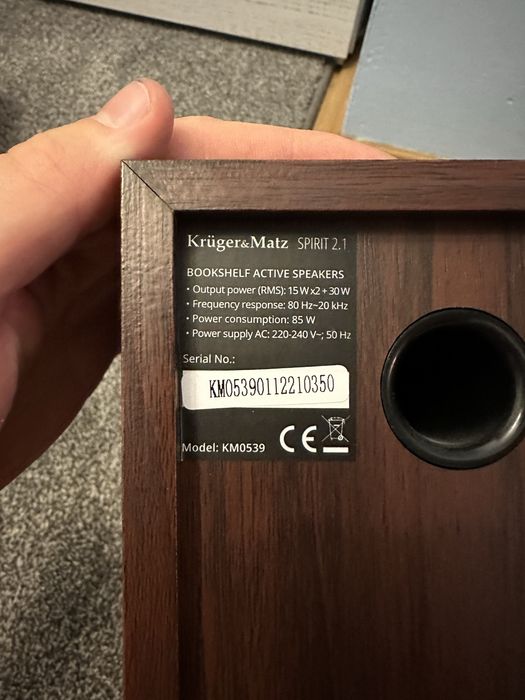 Krüger&Matz SPIRIT 2.1
BOOKSHELF ACTIVE SPEAKERS
• Output power (RMS): 15 W x2 + 30 W
• Frequency response: 80 Hz~20 kHz
• Power consumption: 85 W
• Power supply AC: 220-240 V~; 50 Hz
Serial No.:
KM05390112210350
Model: KM0539 CE